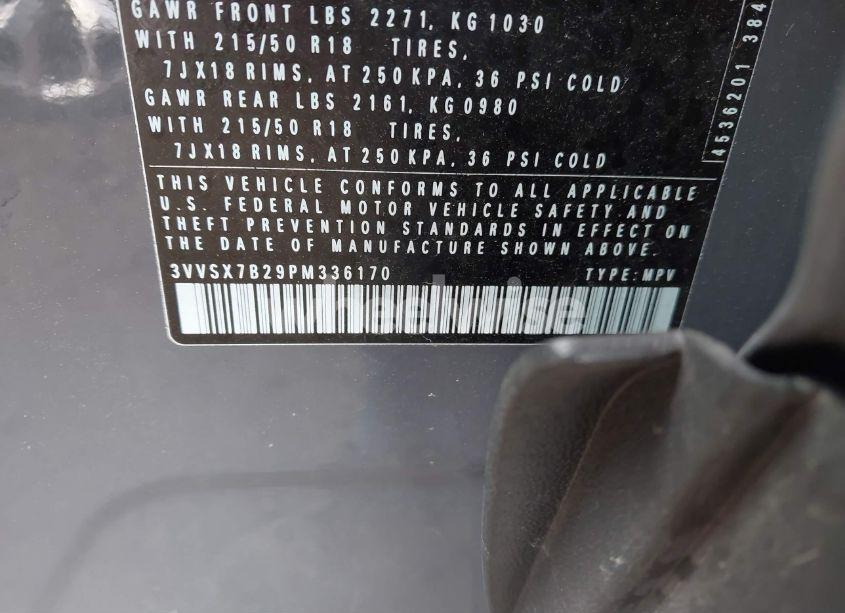 GAWR FRONT LBS 2271, KG 1030
WITH 215/50 R18 TIRES,
7JX18 RIMS, AT 250 KPA, 36 PSI COLD
GAWR REAR LBS 2161, KG 0980
WITH 215/50 R18 TIRES,
7JX18 RIMS, AT 250 KPA, 36 PSI COLD
THIS VEHICLE CONFORMS TO ALL APPLICABLE
U.S. FEDERAL MOTOR VEHICLE SAFETY AND
THEFT PREVENTION STANDARDS IN EFFECT ON
THE DATE OF MANUFACTURE SHOWN ABOVE.
3VVSX7B29PM336170 TYPE: MPV
wheelwise
4536201 384